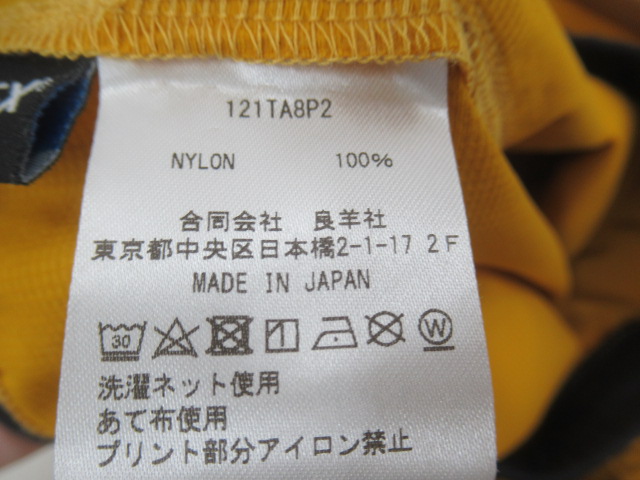 121TA8P2
NYLON 100%
合同会社 良羊社
東京都中央区日本橋2-1-17 2F
MADE IN JAPAN
30 W
洗濯ネット使用
あて布使用
プリント部分アイロン禁止